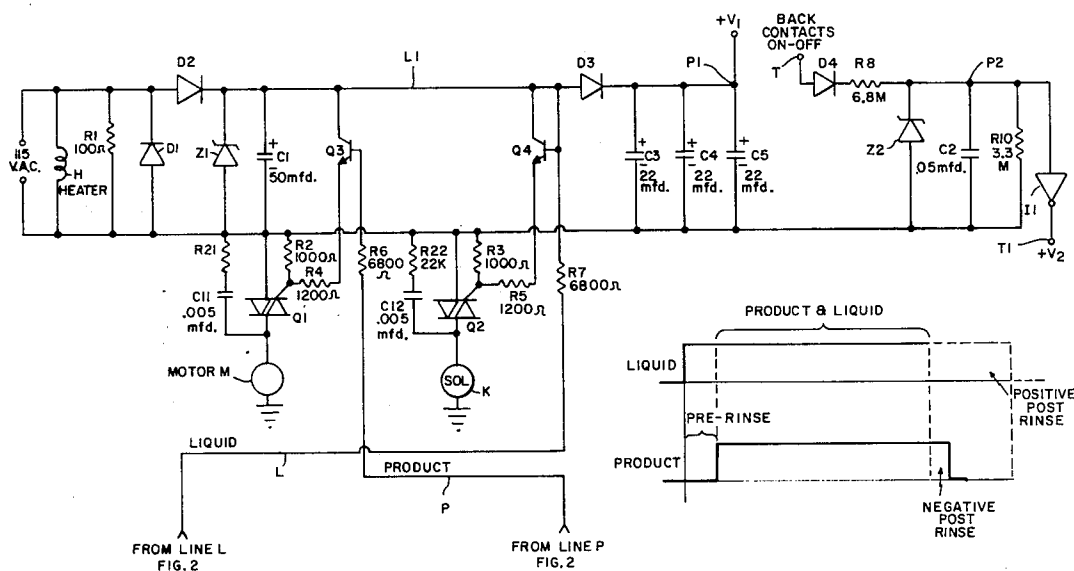 +V1
BACK
CONTACTS
ON-OFF
D2
L1
D3
P1
T
D4
R8
6.8M
P2
115
V.A.C.
H
HEATER
R1
100Ω
D1
Z1
+
C1
50mfd.
Q3
Q4
+
C3
22
mfd.
+
C4
22
mfd.
+
C5
22
mfd.
Z2
C2
.05mfd.
R10
3.3
M
I1
T1
+V2
R21
C11
.005
mfd.
R2
1000Ω
R4
1200Ω
Q1
R6
6800
Ω
R22
22K
C12
.005
mfd.
R3
1000Ω
R5
1200Ω
Q2
R7
6800Ω
MOTOR M
SOL
K
LIQUID
L
PRODUCT
P
FROM LINE L
FIG. 2
FROM LINE P
FIG. 2
PRODUCT & LIQUID
LIQUID
POSITIVE
POST
RINSE
PRE-RINSE
PRODUCT
NEGATIVE
POST
RINSE